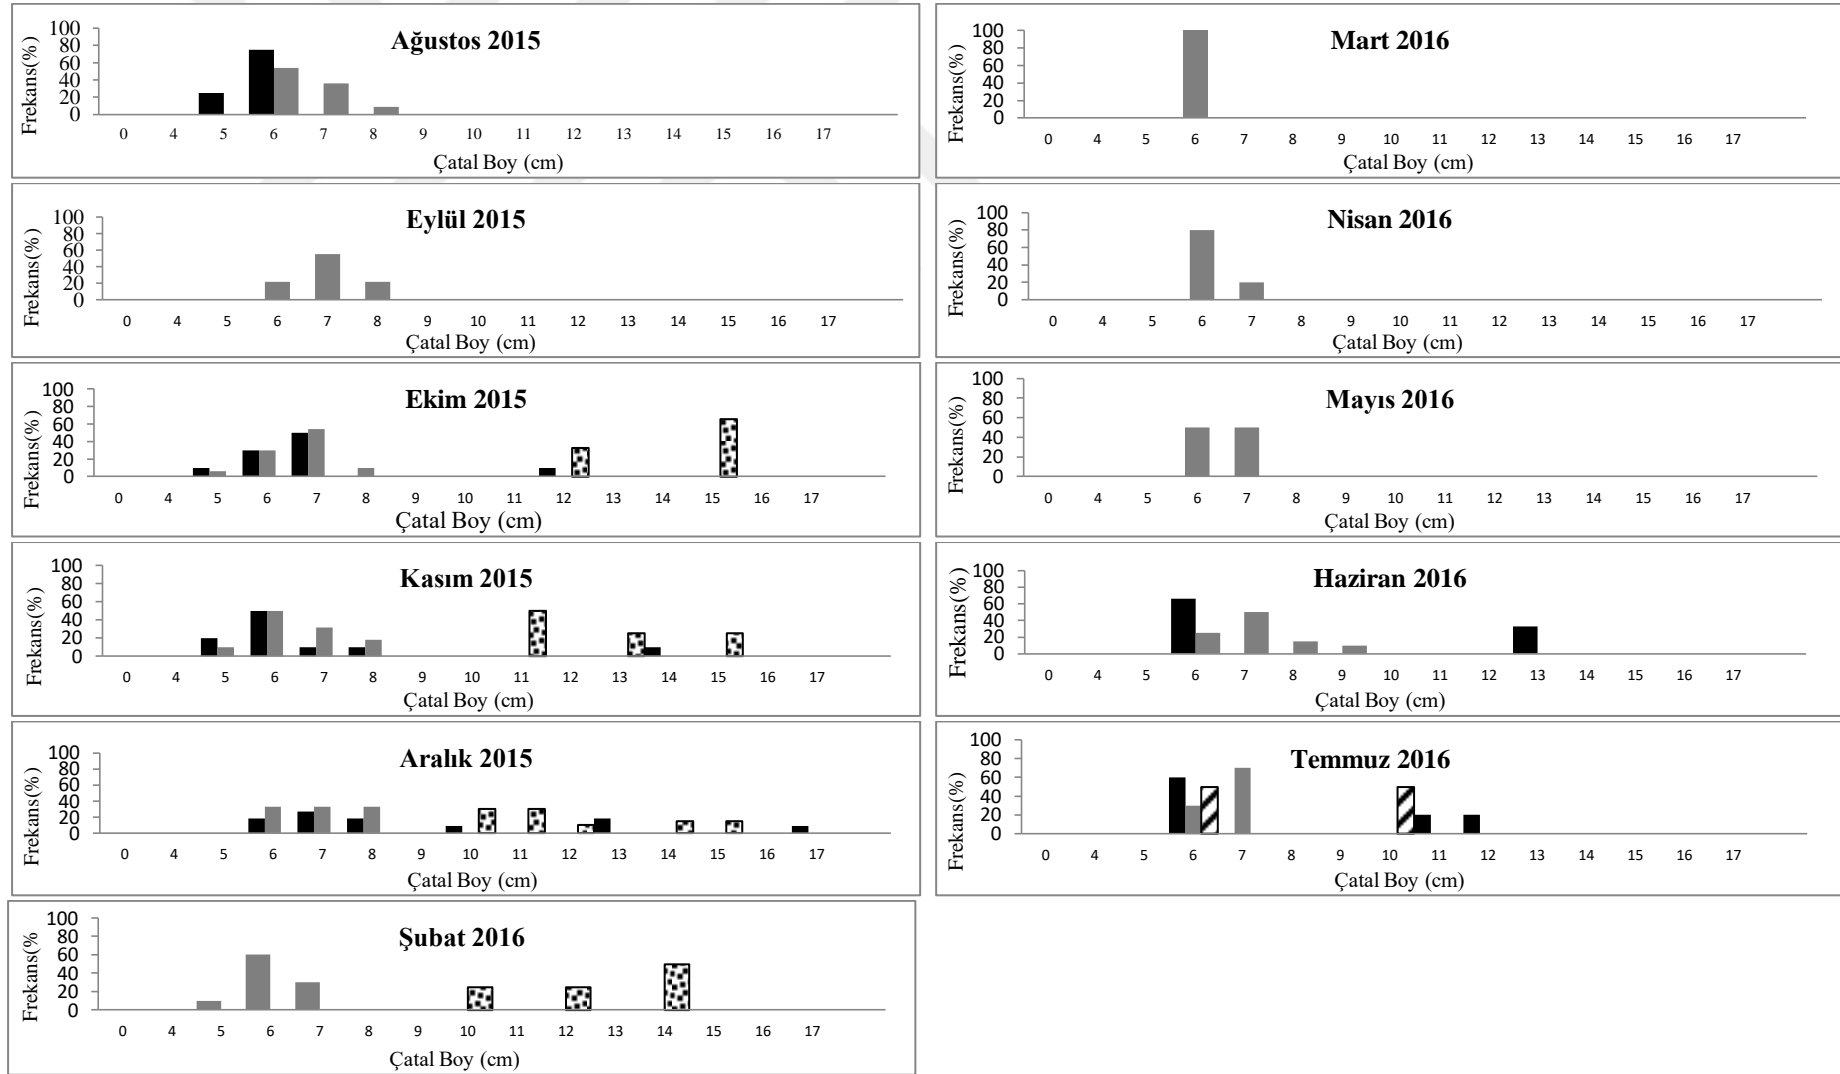 Ağustos 2015
Frekans(%)
100
80
60
40
20
0
0 4 5 6 7 8 9 10 11 12 13 14 15 16 17
Çatal Boy (cm)
Eylül 2015
Frekans(%)
100
80
60
40
20
0
0 4 5 6 7 8 9 10 11 12 13 14 15 16 17
Çatal Boy (cm)
Ekim 2015
Frekans(%)
100
80
60
40
20
0
0 4 5 6 7 8 9 10 11 12 13 14 15 16 17
Çatal Boy (cm)
Kasım 2015
Frekans(%)
100
80
60
40
20
0
0 4 5 6 7 8 9 10 11 12 13 14 15 16 17
Çatal Boy (cm)
Aralık 2015
Frekans(%)
100
80
60
40
20
0
0 4 5 6 7 8 9 10 11 12 13 14 15 16 17
Çatal Boy (cm)
Şubat 2016
Frekans(%
100
80
60
40
20
0
0 4 5 6 7 8 9 10 11 12 13 14 15 16 17
Çatal Boy (cm)
Mart 2016
Frekans(%)
100
80
60
40
20
0
0 4 5 6 7 8 9 10 11 12 13 14 15 16 17
Çatal Boy (cm)
Nisan 2016
Frekans(%)
100
80
60
40
20
0
0 4 5 6 7 8 9 10 11 12 13 14 15 16 17
Çatal Boy (cm)
Mayıs 2016
Frekans(%)
100
80
60
40
20
0
0 4 5 6 7 8 9 10 11 12 13 14 15 16 17
Çatal Boy (cm)
Haziran 2016
Frekans(%)
100
80
60
40
20
0
0 4 5 6 7 8 9 10 11 12 13 14 15 16 17
Çatal Boy (cm)
Temmuz 2016
Frekans(%)
100
80
60
40
20
0
0 4 5 6 7 8 9 10 11 12 13 14 15 16 17
Çatal Boy (cm)